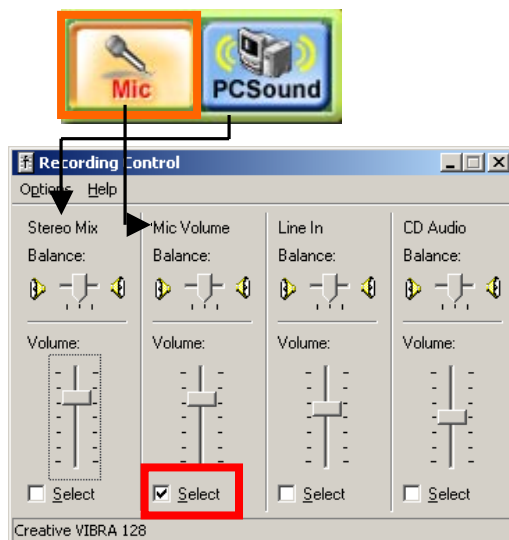 Mic PCSound
Recording Control
Options Help
Stereo Mix Mic Volume Line In CD Audio
Balance: Balance: Balance: Balance:
Volume: Volume: Volume: Volume:
Select Select Select Select
Creative VIBRA 128